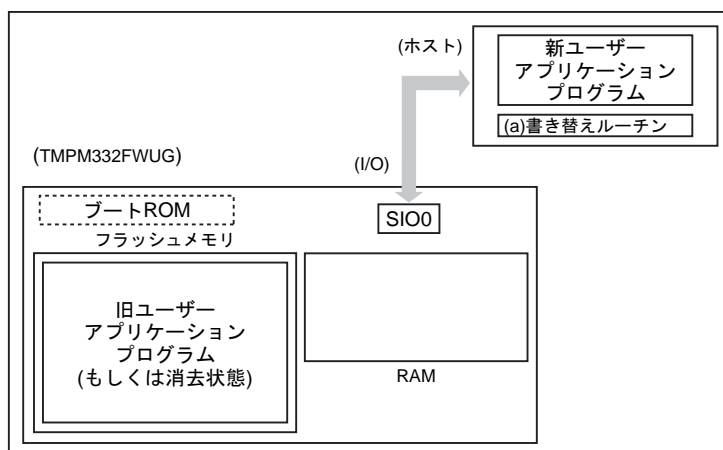 (ホスト)
新ユーザー
アプリケーション
プログラム
(a)書き替えルーチン
(TMPM332FWUG)
(I/O)
ブートROM
SIO0
フラッシュメモリ
旧ユーザー
アプリケーション
プログラム
(もしくは消去状態)
RAM